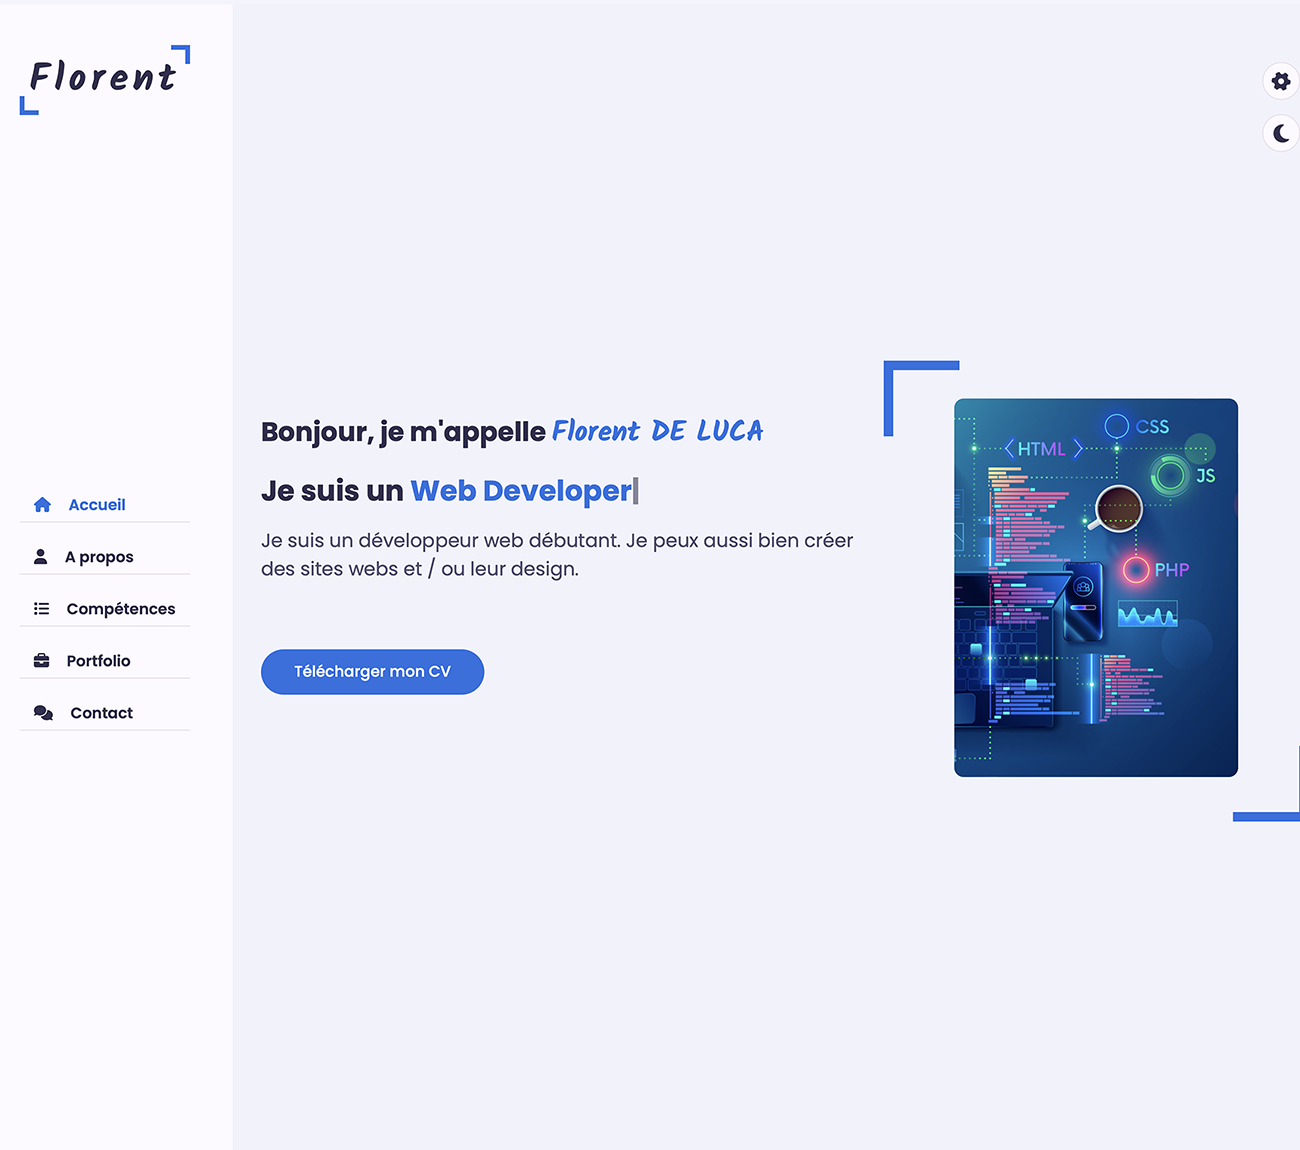 Florent
Accueil
A propos
Compétences
Portfolio
Contact
Bonjour, je m'appelle Florent DE LUCA
Je suis un Web Developer
Je suis un développeur web débutant. Je peux aussi bien créer
des sites webs et / ou leur design.
Télécharger mon CV
CSS
< HTML >
JS
PHP